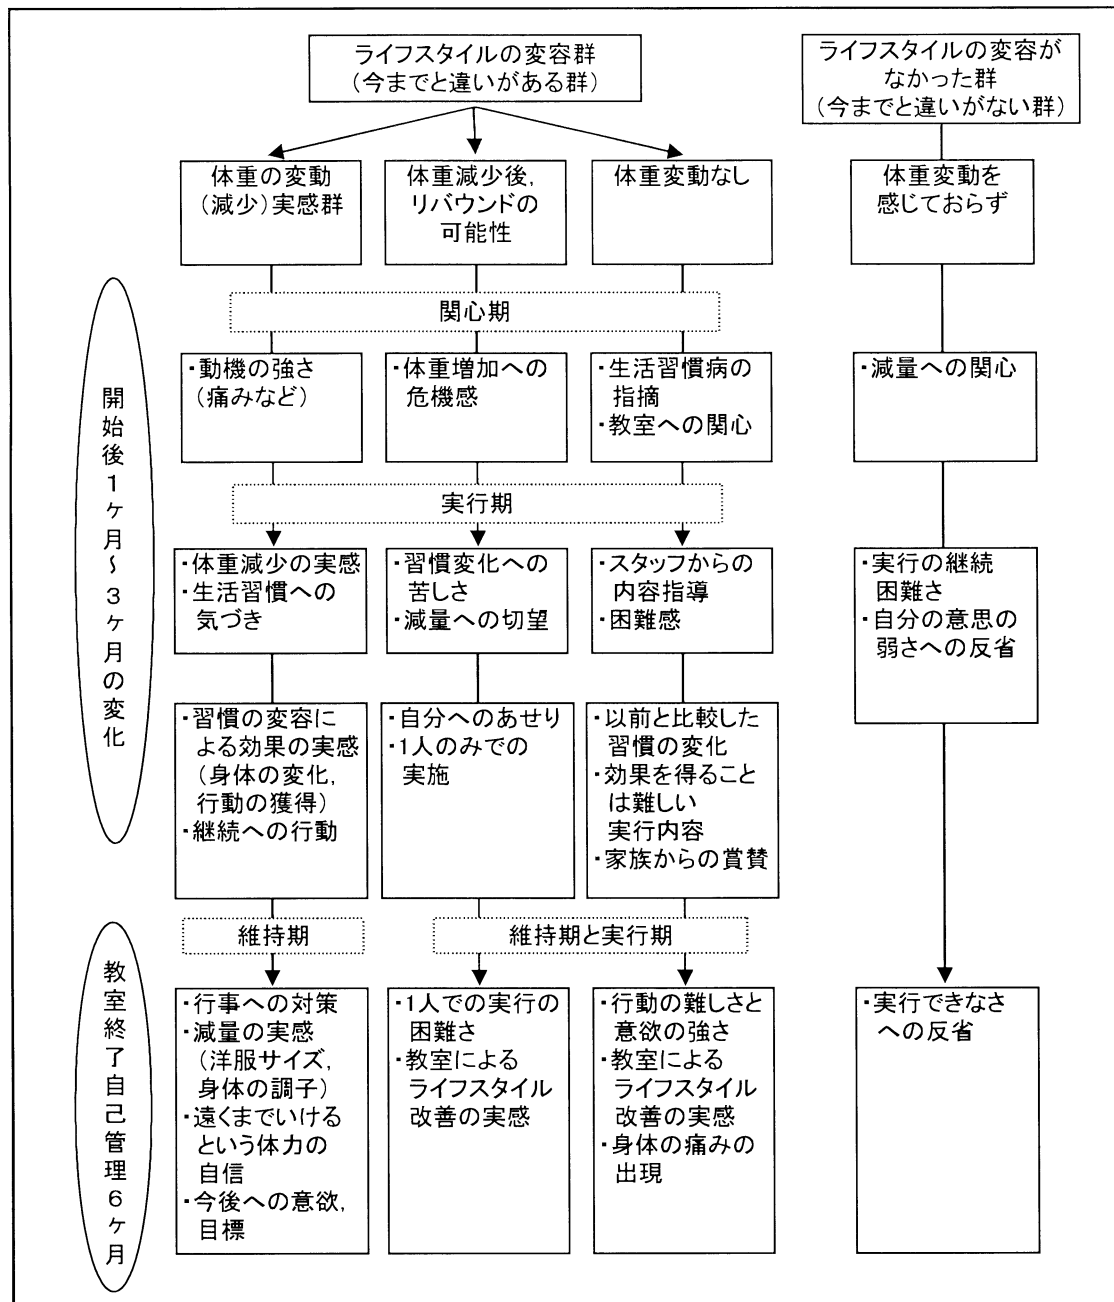 ライフスタイルの変容群
(今までと違いがある群)
ライフスタイルの変容が
なかった群
(今までと違いがない群)
体重の変動
(減少)実感群
体重減少後,
リバウンドの
可能性
体重変動なし
体重変動を
感じておらず
開始後1ヶ月～3ヶ月の変化
関心期
・動機の強さ
(痛みなど)
・体重増加への
危機感
・生活習慣病の
指摘
・教室への関心
・減量への関心
実行期
・体重減少の実感
・生活習慣への
気づき
・習慣変化への
苦しさ
・減量への切望
・スタッフからの
内容指導
・困難感
・実行の継続
困難さ
・自分の意思の
弱さへの反省
・習慣の変容に
よる効果の実感
(身体の変化,
行動の獲得)
・継続への行動
・自分へのあせり
・1人のみでの
実施
・以前と比較した
習慣の変化
・効果を得ること
は難しい
実行内容
・家族からの賞賛
教室終了自己管理6ヶ月
維持期
維持期と実行期
・行事への対策
・減量の実感
(洋服サイズ,
身体の調子)
・遠くまでいける
という体力の
自信
・今後への意欲,
目標
・1人での実行の
困難さ
・教室による
ライフスタイル
改善の実感
・行動の難しさと
意欲の強さ
・教室による
ライフスタイル
改善の実感
・身体の痛みの
出現
・実行できなさ
への反省